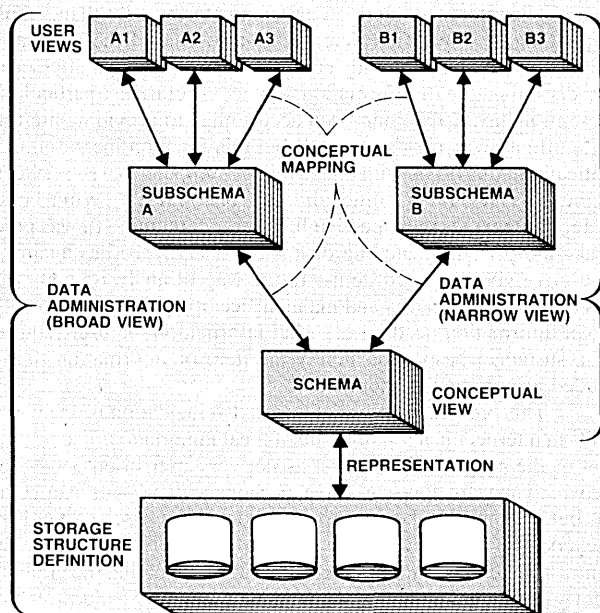 USER
VIEWS
A1 A2 A3
B1 B2 B3
CONCEPTUAL
MAPPING
SUBSCHEMA
A
SUBSCHEMA
B
DATA
ADMINISTRATION
(BROAD VIEW)
DATA
ADMINISTRATION
(NARROW VIEW)
SCHEMA
CONCEPTUAL
VIEW
REPRESENTATION
STORAGE
STRUCTURE
DEFINITION